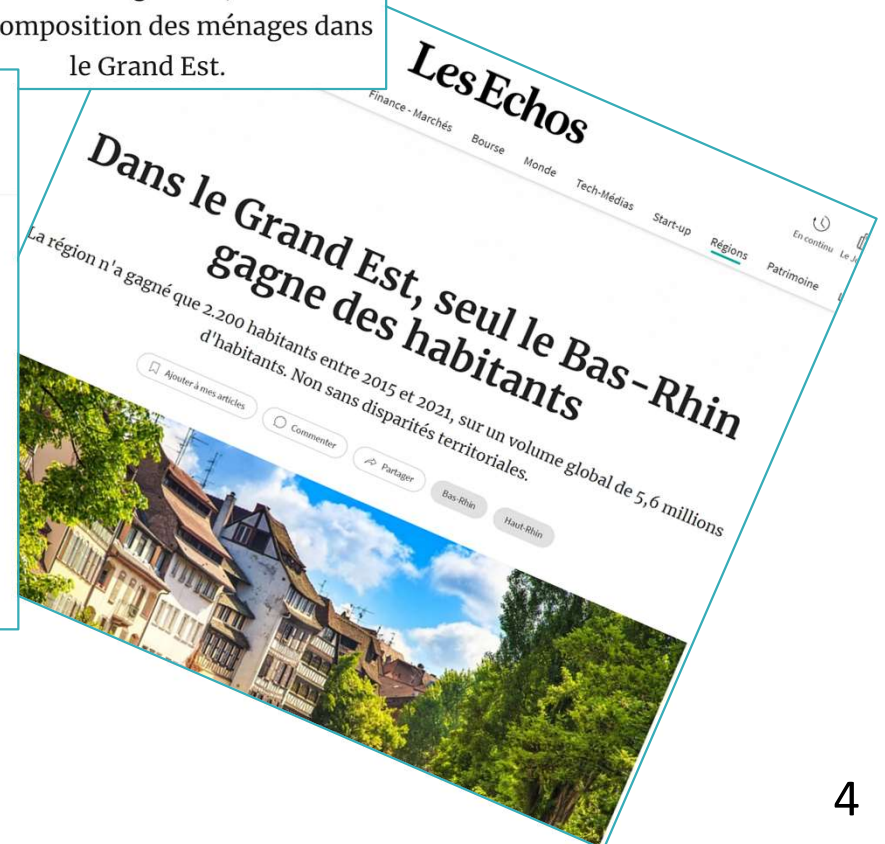 omposition des ménages dans
le Grand Est.
Les Echos
Finance - Marchés Bourse Monde Tech-Médias Start-up Régions Patrimoine
En continu Le
Dans le Grand Est, seul le Bas-Rhin
gagne des habitants
La région n'a gagné que 2.200 habitants entre 2015 et 2021, sur un volume global de 5,6 millions
d'habitants. Non sans disparités territoriales.
Ajouter à mes articles Commenter Partager Bas-Rhin Haut-Rhin
4